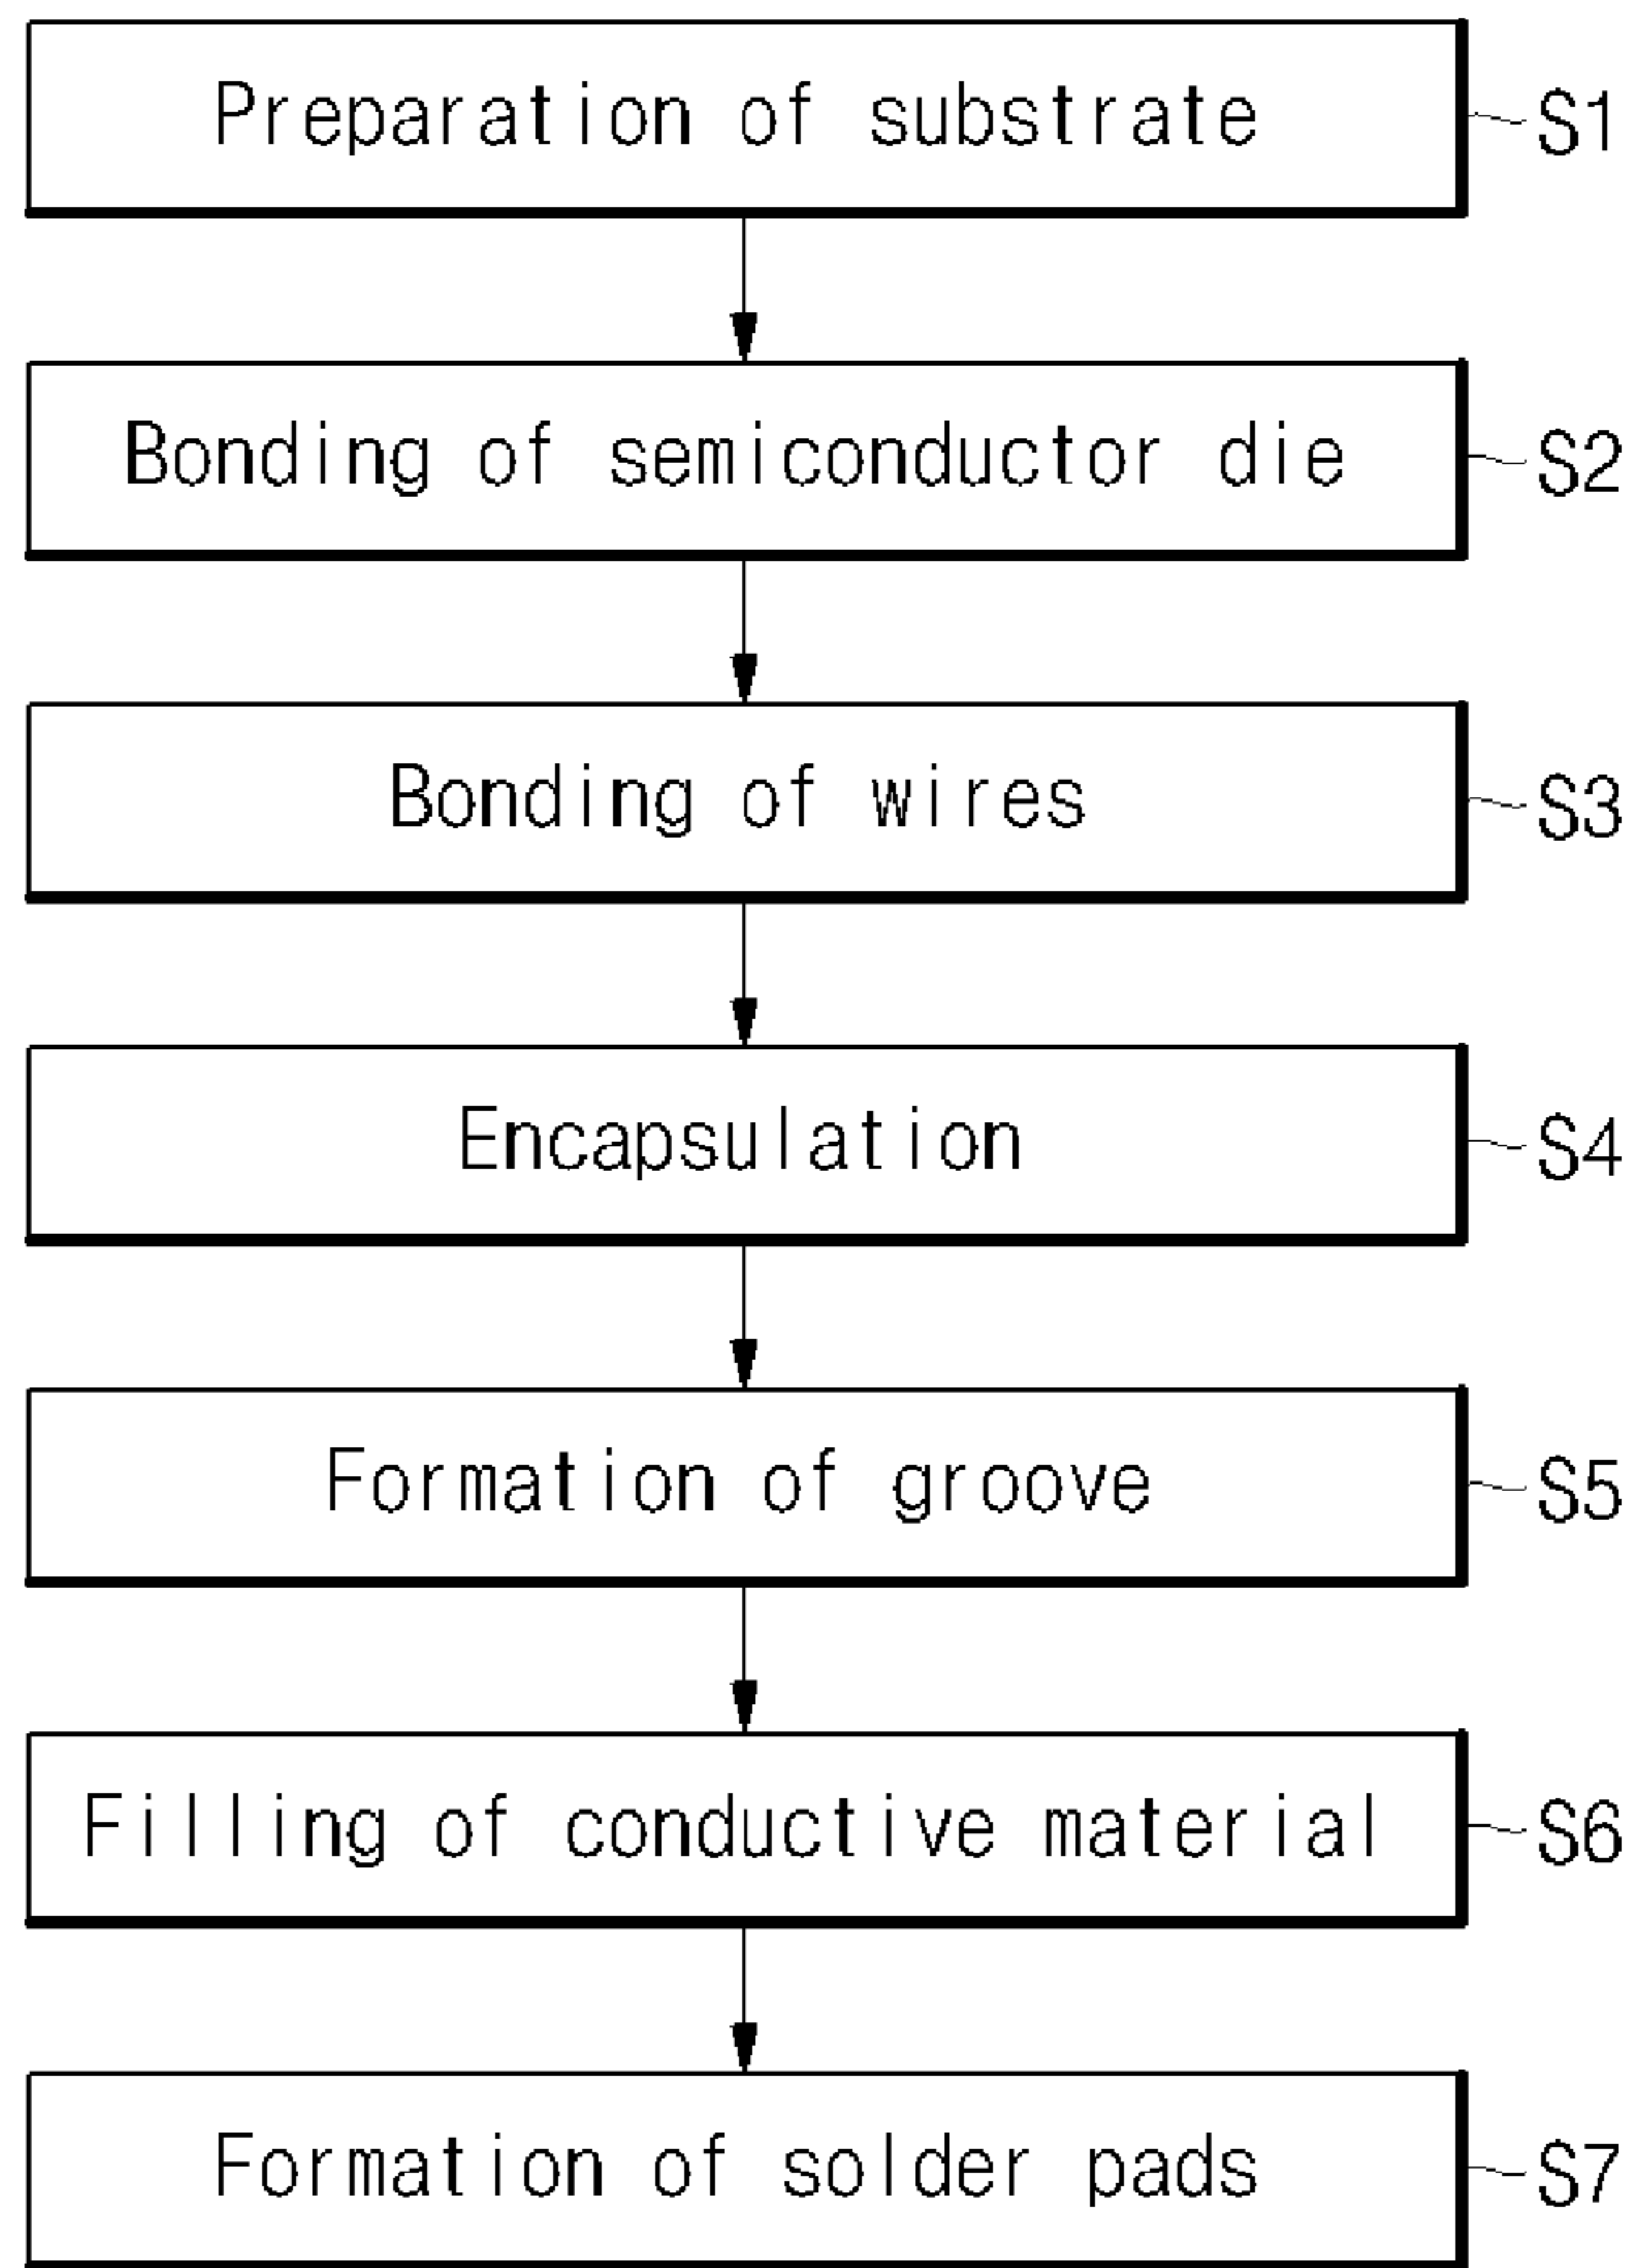 Preparation of substrate S1
Bonding of semiconductor die S2
Bonding of wires S3
Encapsulation S4
Formation of groove S5
Filling of conductive material S6
Formation of solder pads S7